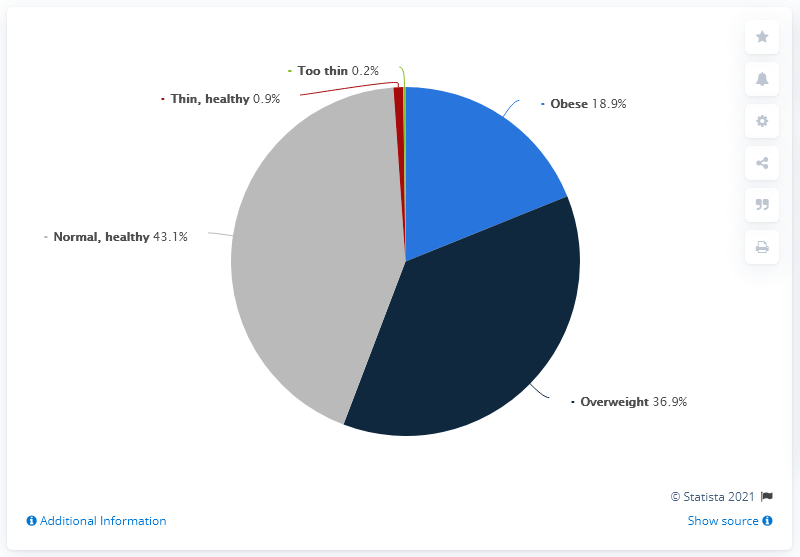 Too thin 0.2%
Thin, healthy 0.9%
Obese 18.9%
Normal, healthy 43.1%
Overweight 36.9%
© Statista 2021
Additional Information
Show source